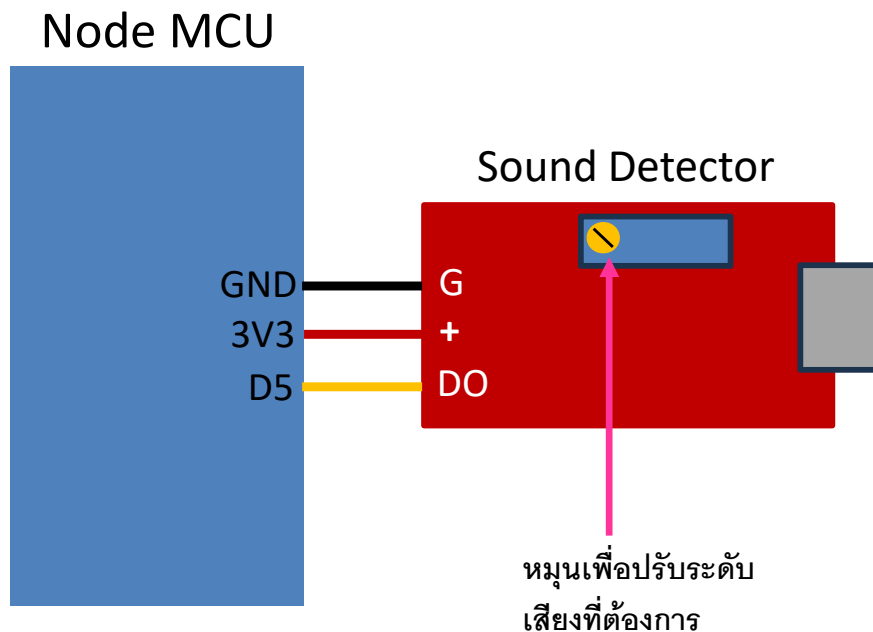 Node MCU
Sound Detector
GND
G
3V3
+
D5
DO
หมุนเพื่อปรับระดับ
เสียงที่ต้องการ